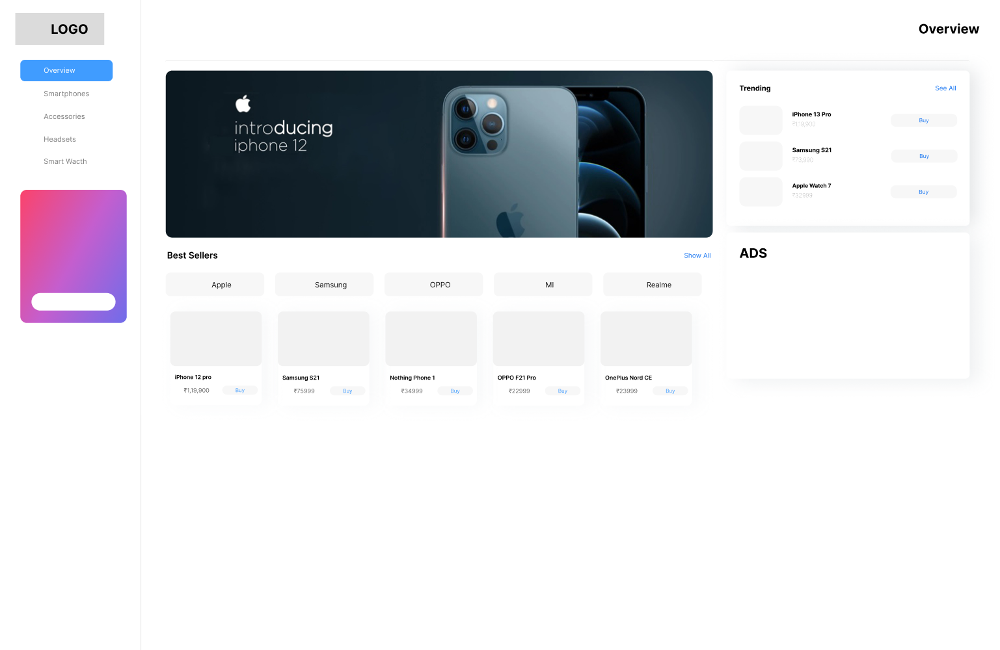 LOGO
Overview
Overview
Smartphones
Accessories
Headsets
Smart Wacth
introducing
iphone 12
Best Sellers
Show All
Apple
Samsung
OPPO
MI
Realme
iPhone 12 pro
₹1,19,900
Buy
Samsung S21
₹75999
Buy
Nothing Phone 1
₹34999
Buy
OPPO F21 Pro
₹22999
Buy
OnePlus Nord CE
₹23999
Buy
Trending
See All
iPhone 13 Pro
₹1,19,900
Buy
Samsung S21
₹73,990
Buy
Apple Watch 7
₹32999
Buy
ADS